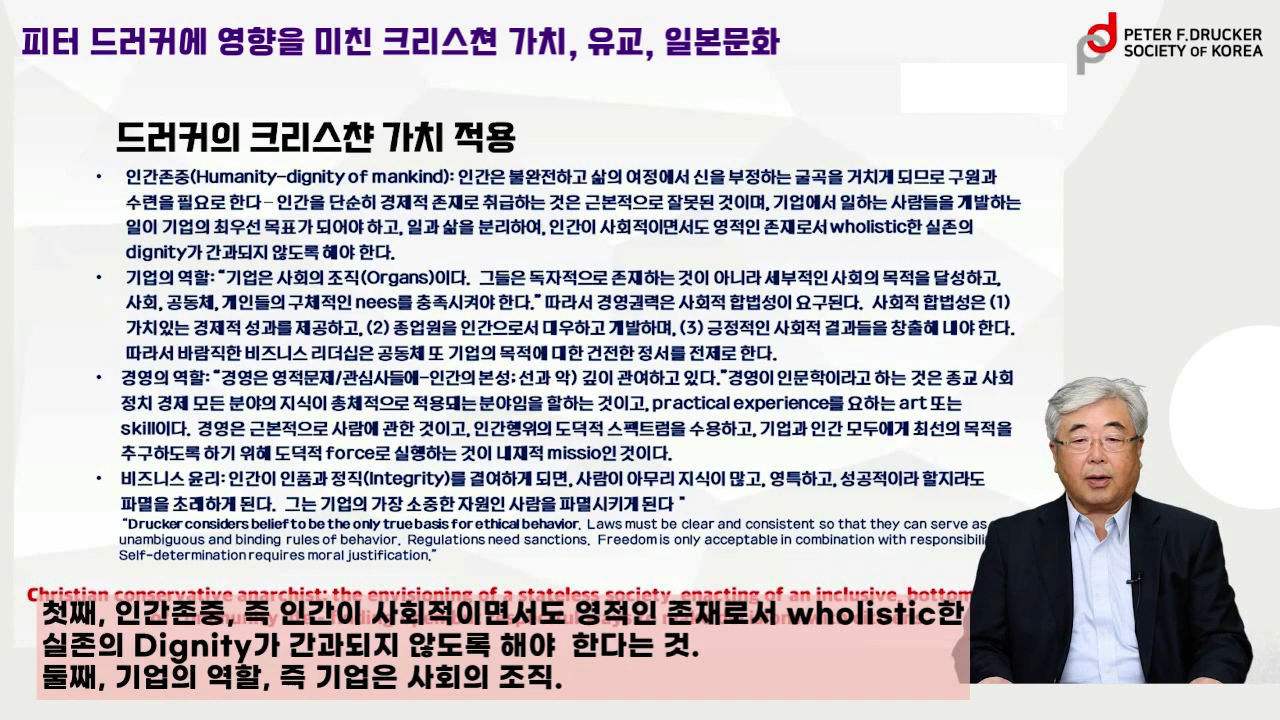 피터 드러커에 영향을 미친 크리스쳔 가치, 유교, 일본문화
PETER F.DRUCKER
SOCIETY OF KOREA
드러커의 크리스챤 가치 적용
• 인간존중(Humanity-dignity of mankind): 인간은 불완전하고 삶의 여정에서 신을 부정하는 굴곡을 거치게 되므로 구원과
수련을 필요로 한다 – 인간을 단순히 경제적 존재로 취급하는 것은 근본적으로 잘못된 것이며, 기업에서 일하는 사람들을 개발하는
일이 기업의 최우선 목표가 되어야 하고, 일과 삶을 분리하여, 인간이 사회적이면서도 영적인 존재로서 wholistic한 실존의
dignity가 간과되지 않도록 해야 한다.
• 기업의 역할: "기업은 사회의 조직(Organs)이다. 그들은 독자적으로 존재하는 것이 아니라 세부적인 사회의 목적을 달성하고,
사회, 공동체, 개인들의 구체적인 nees를 충족시켜야 한다." 따라서 경영권력은 사회적 합법성이 요구된다. 사회적 합법성은 (1)
가치있는 경제적 성과를 제공하고, (2) 종업원을 인간으로서 대우하고 개발하며, (3) 긍정적인 사회적 결과들을 창출해 내야 한다.
따라서 바람직한 비즈니스 리더십은 공동체 또 기업의 목적에 대한 건전한 정서를 전제로 한다.
• 경영의 역할: "경영은 영적문제/관심사들에-인간의 본성; 선과 악) 깊이 관여하고 있다."경영이 인문학이라고 하는 것은 종교 사회
정치 경제 모든 분야의 지식이 총체적으로 적용돼는 분야임을 할하는 것이고, practical experience를 요하는 art 또는
skill이다. 경영은 근본적으로 사람에 관한 것이고, 인간행위의 도덕적 스펙트럼을 수용하고, 기업과 인간 모두에게 최선의 목적을
추구하도록 하기 위해 도덕적 force로 실행하는 것이 내재적 missio인 것이다.
• 비즈니스 윤리: 인간이 인품과 정직(Integrity)를 결여하게 되면, 사람이 아무리 지식이 많고, 영특하고, 성공적이라 할지라도
파멸을 초래하게 된다. 그는 기업의 가장 소중한 자원인 사람을 파멸시키게 된다 "
"Drucker considers belief to be the only true basis for ethical behavior. Laws must be clear and consistent so that they can serve as
unambiguous and binding rules of behavior. Regulations need sanctions. Freedom is only acceptable in combination with
Self-determination requires moral justification."
Christian conservative anarchist: the envisioning of a stateless society, enacting of an inclusive,
첫째, 인간존중, 즉 인간이 사회적이면서도 영적인 존재로서 wholistic한
실존의 Dignity가 간과되지 않도록 해야 한다는 것.
둘째, 기업의 역할, 즉 기업은 사회의 조직.